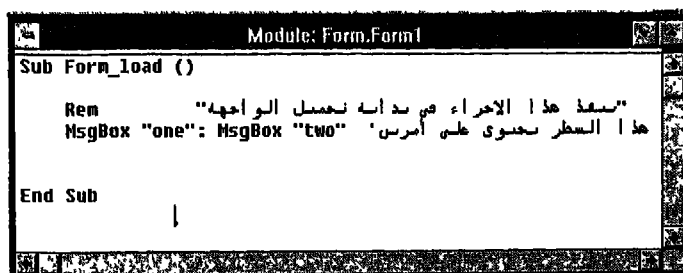 Module: Form.Form1
Sub Form_load ()
Rem "ينفذ هذا الاجراء في بداية تحميل الواجهة"
MsgBox "one": MsgBox "two" 'هذا السطر يحتوى على أمرين
End Sub